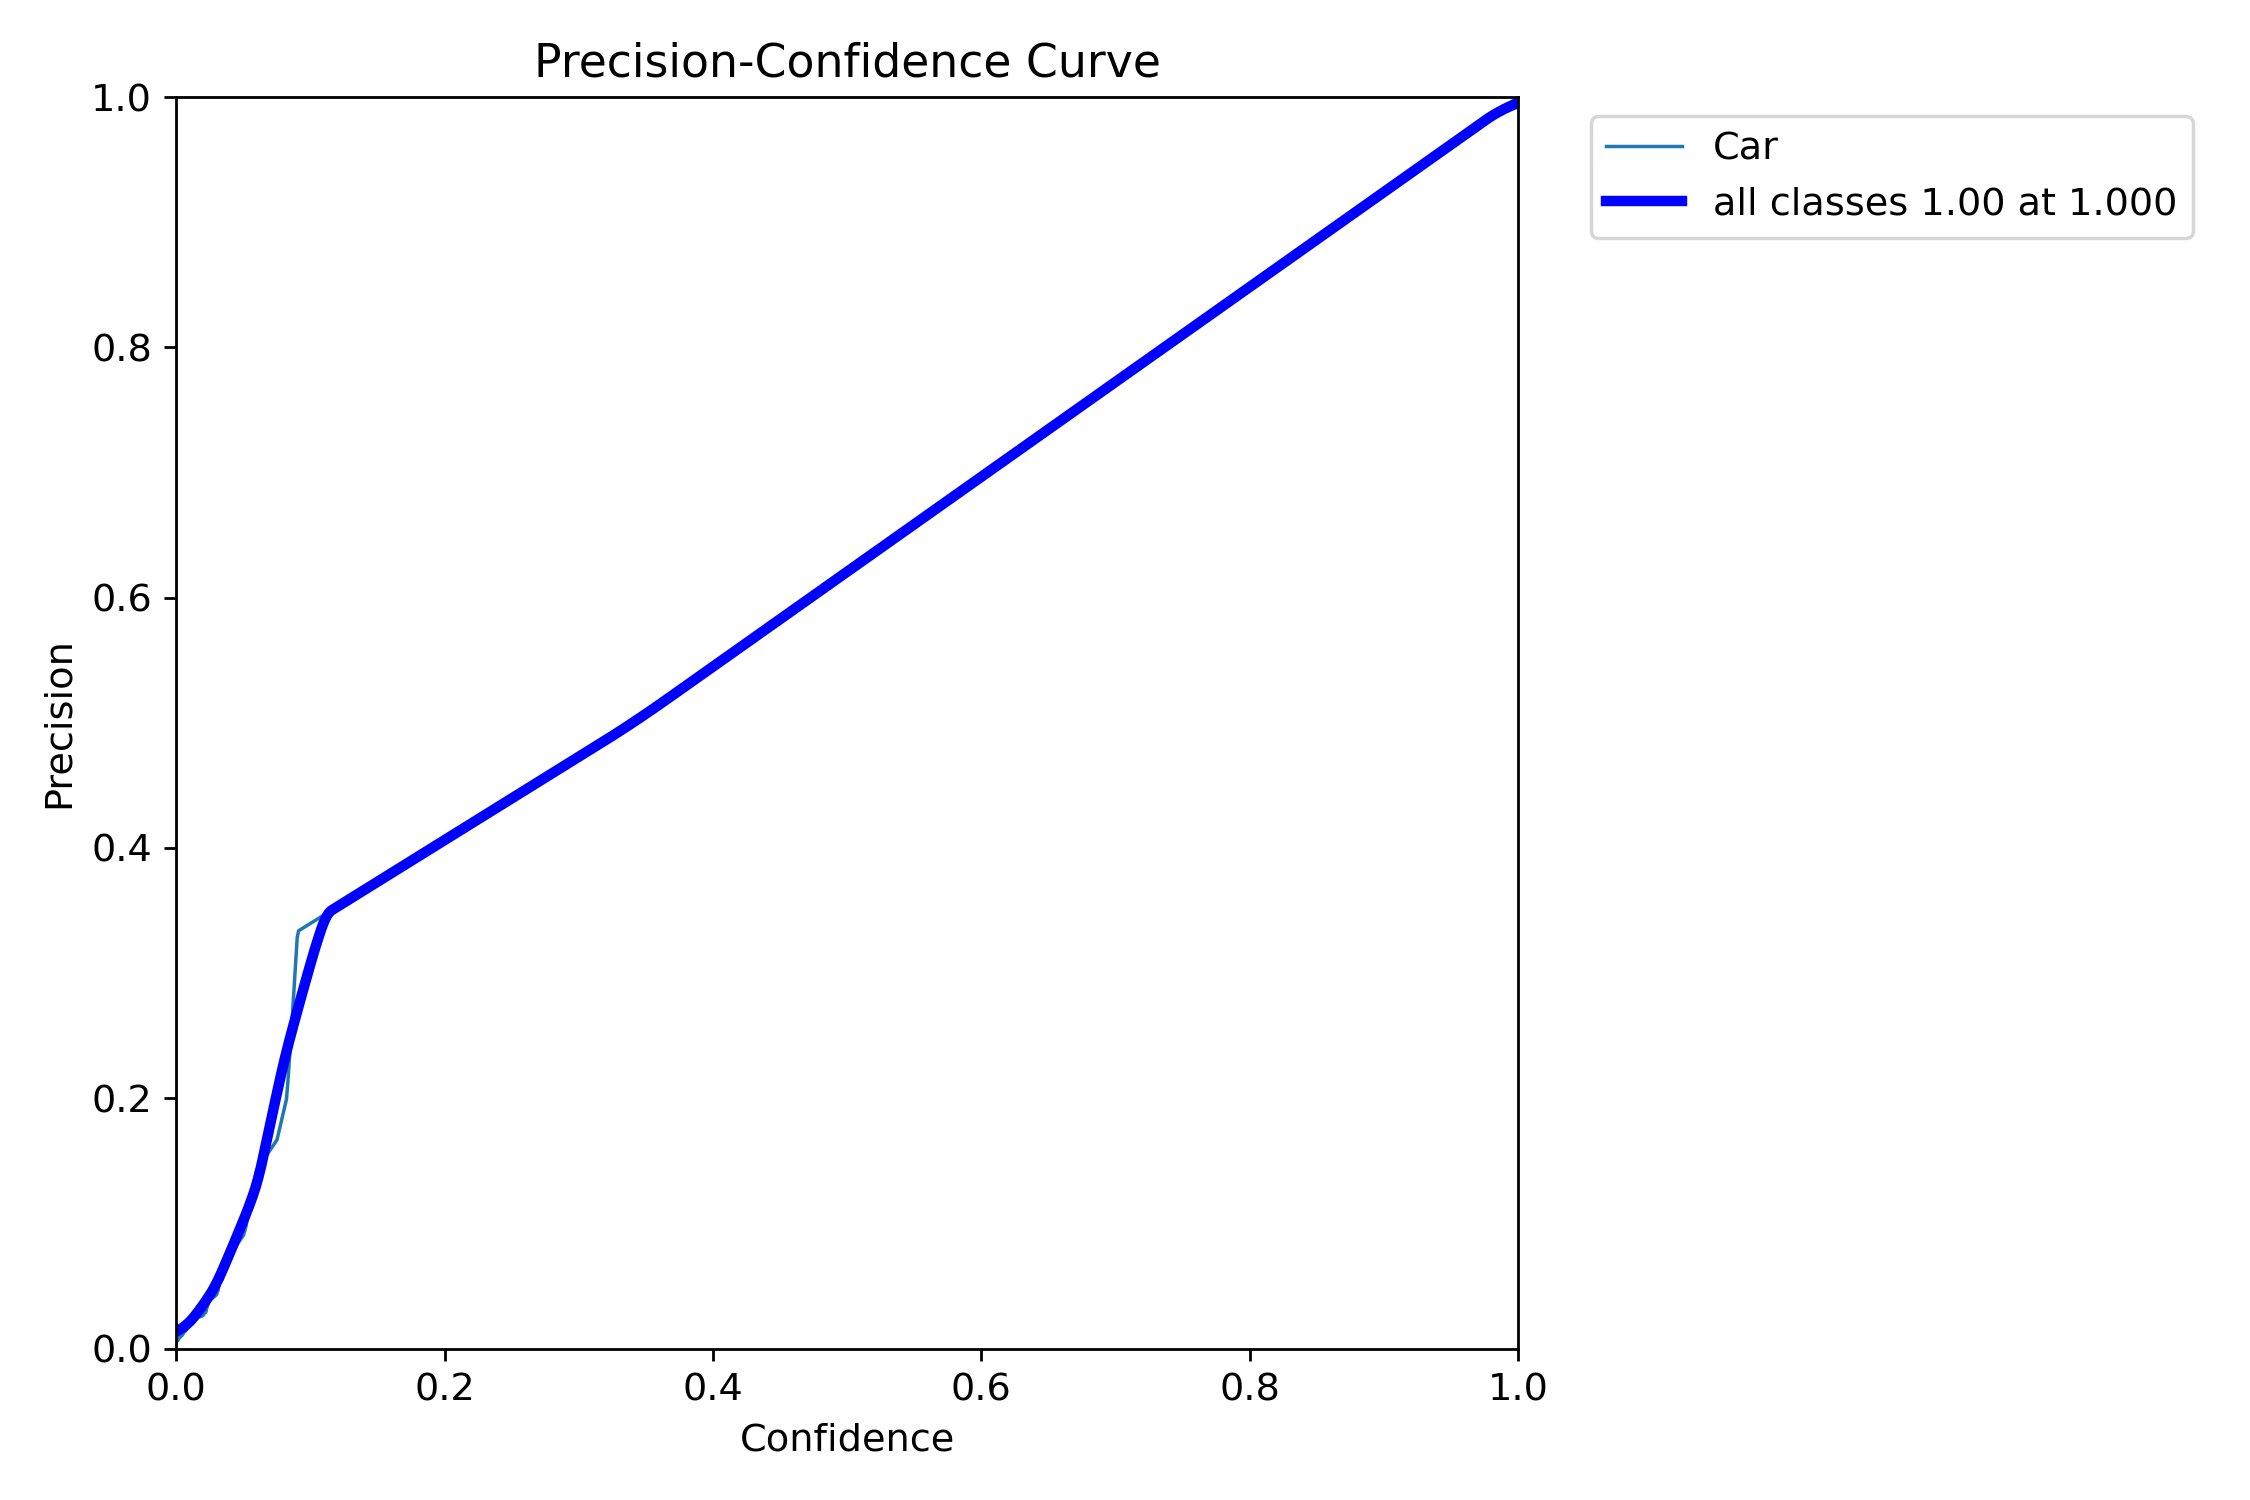 Precision-Confidence Curve
1.0
0.8
0.6
0.4
0.2
0.0
Precision
0.0 0.2 0.4 0.6 0.8 1.0
Confidence
Car
all classes 1.00 at 1.000